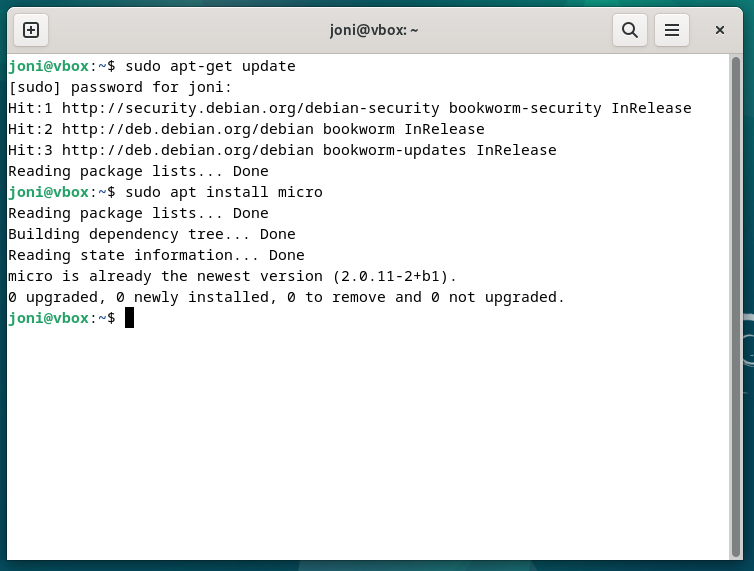 joni@vbox: ~
joni@vbox:~$ sudo apt-get update
[sudo] password for joni:
Hit:1 http://security.debian.org/debian-security bookworm-security InRelease
Hit:2 http://deb.debian.org/debian bookworm InRelease
Hit:3 http://deb.debian.org/debian bookworm-updates InRelease
Reading package lists... Done
joni@vbox:~$ sudo apt install micro
Reading package lists... Done
Building dependency tree... Done
Reading state information... Done
micro is already the newest version (2.0.11-2+b1).
0 upgraded, 0 newly installed, 0 to remove and 0 not upgraded.
joni@vbox:~$